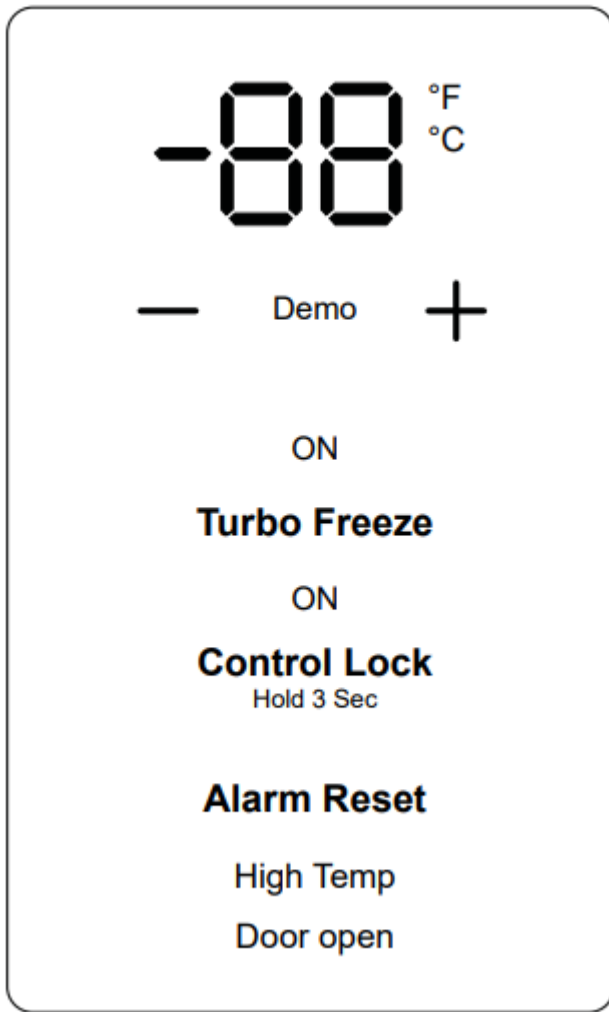 -88 °F
°C
— Demo +
ON
Turbo Freeze
ON
Control Lock
Hold 3 Sec
Alarm Reset
High Temp
Door open